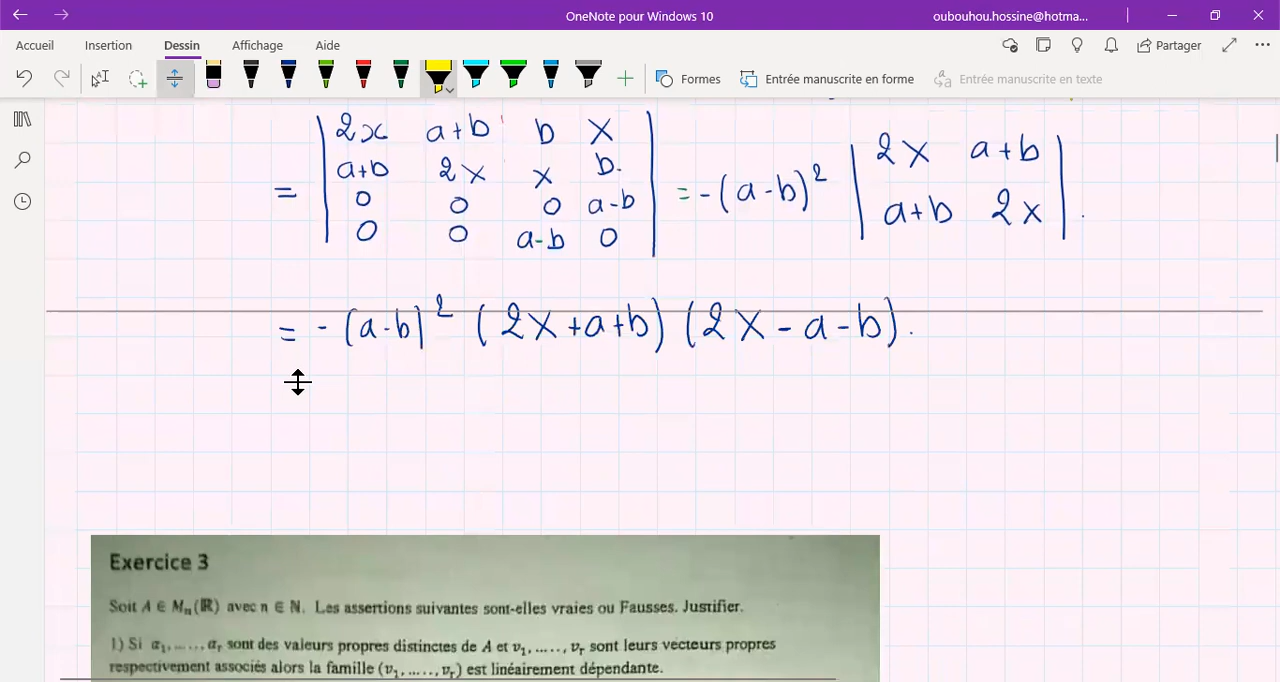 OneNote pour Windows 10
oubouhou.hossine@hotma...
Accueil Insertion Dessin Affichage Aide Partager
Formes Entrée manuscrite en forme Entrée manuscrite en texte
= | 2x a+b b X |
| a+b 2x x b. |
| 0 0 0 a-b |
| 0 0 a-b 0 |
= -(a-b)² | 2X a+b |
| a+b 2x | .
= -(a-b)² (2X+a+b) (2X-a-b).
Exercice 3
Soit A ∈ Mₙ(ℝ) avec n ∈ ℕ. Les assertions suivantes sont-elles vraies ou Fausses. Justifier.
1) Si α₁,....., αᵣ sont des valeurs propres distinctes de A et v₁,....., vᵣ sont leurs vecteurs propres
respectivement associés alors la famille (v₁,....., vᵣ) est linéairement dépendante.